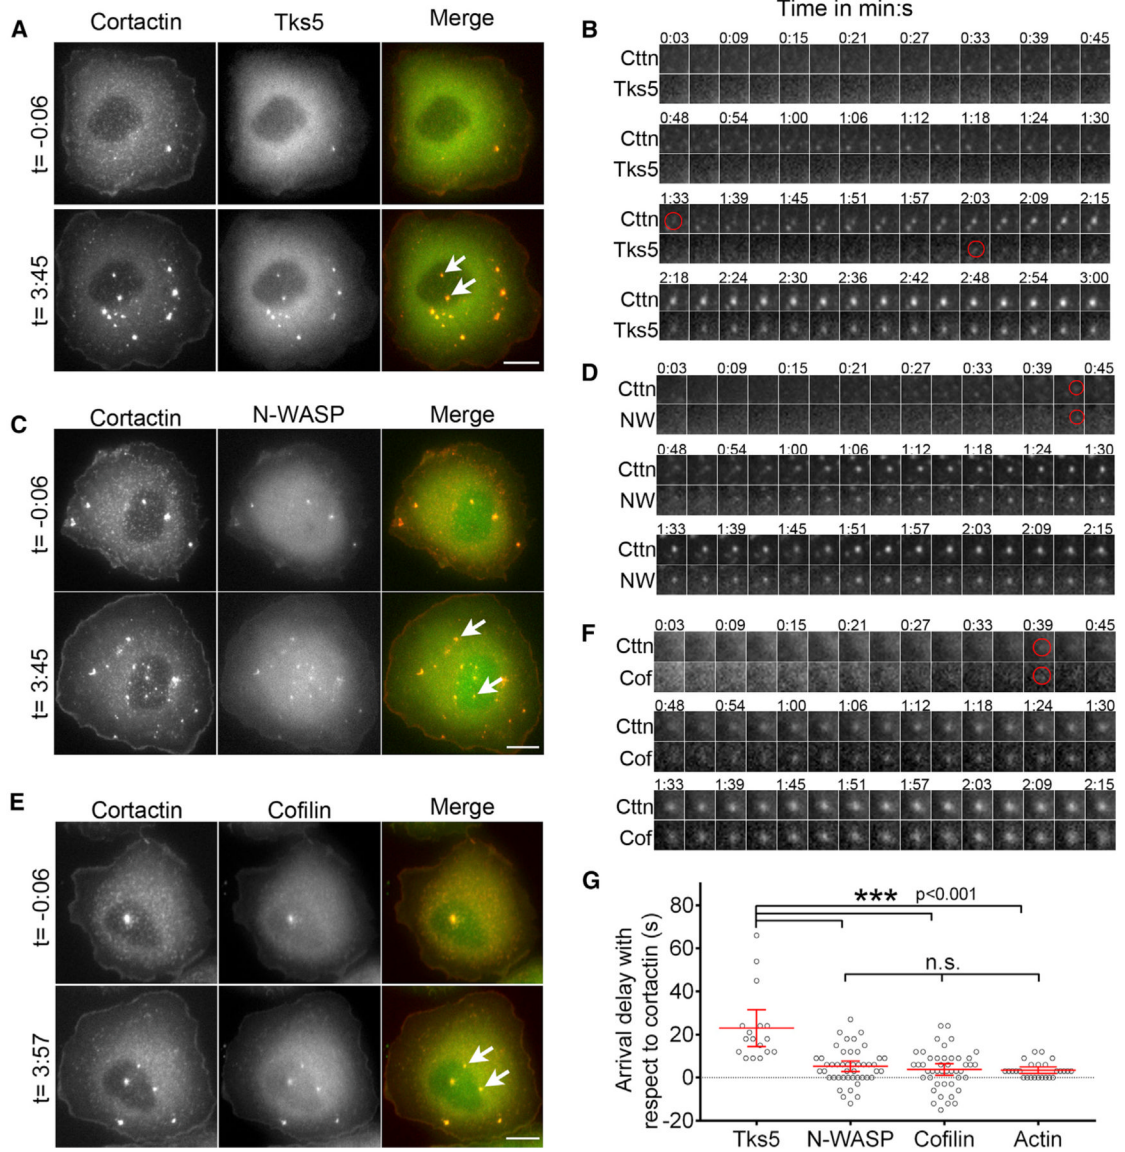 A
Cortactin Tks5 Merge
t= -0:06
t= 3:45
B
Time in min:s
0:03 0:09 0:15 0:21 0:27 0:33 0:39 0:45
Cttn
Tks5
0:48 0:54 1:00 1:06 1:12 1:18 1:24 1:30
Cttn
Tks5
1:33 1:39 1:45 1:51 1:57 2:03 2:09 2:15
Cttn
Tks5
2:18 2:24 2:30 2:36 2:42 2:48 2:54 3:00
Cttn
Tks5
C
Cortactin N-WASP Merge
t= -0:06
t= 3:45
D
0:03 0:09 0:15 0:21 0:27 0:33 0:39 0:45
Cttn
NW
0:48 0:54 1:00 1:06 1:12 1:18 1:24 1:30
Cttn
NW
1:33 1:39 1:45 1:51 1:57 2:03 2:09 2:15
Cttn
NW
E
Cortactin Cofilin Merge
t= -0:06
t= 3:57
F
0:03 0:09 0:15 0:21 0:27 0:33 0:39 0:45
Cttn
Cof
0:48 0:54 1:00 1:06 1:12 1:18 1:24 1:30
Cttn
Cof
1:33 1:39 1:45 1:51 1:57 2:03 2:09 2:15
Cttn
Cof
G
Arrival delay with
respect to cortactin (s)
80
60
40
20
0
-20
*** p<0.001
n.s.
Tks5 N-WASP Cofilin Actin